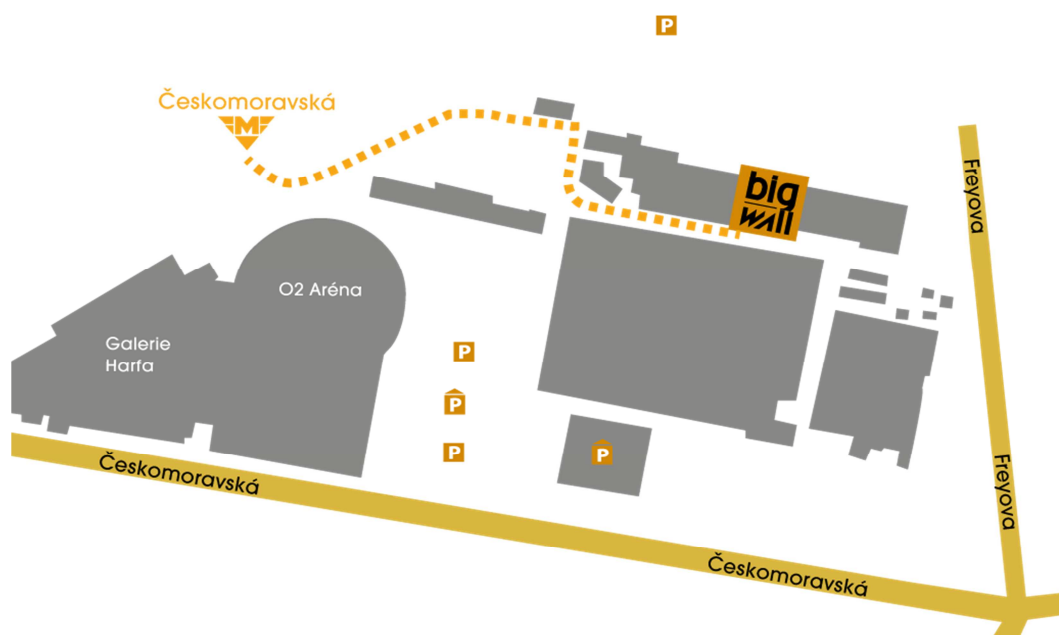 P
Českomoravská
M
big
WALL
Freyova
O2 Aréna
Galerie
Harfa
P
P
P
P
Českomoravská
Freyova
Českomoravská